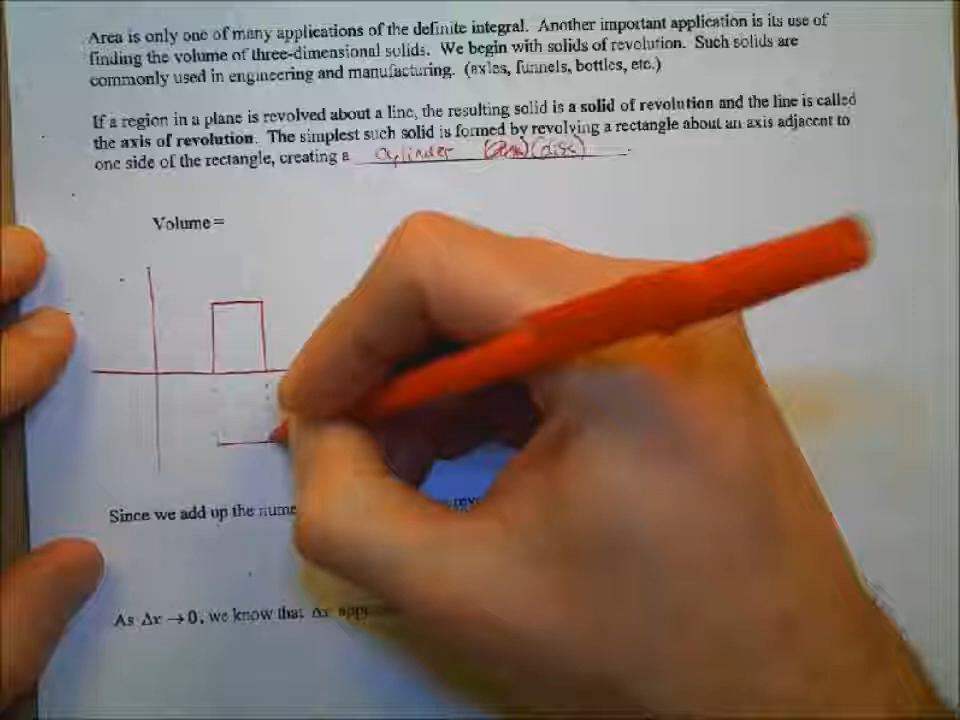 Area is only one of many applications of the definite integral. Another important application is its use of
finding the volume of three-dimensional solids. We begin with solids of revolution. Such solids are
commonly used in engineering and manufacturing. (axles, funnels, bottles, etc.)
If a region in a plane is revolved about a line, the resulting solid is a solid of revolution and the line is called
the axis of revolution. The simplest such solid is formed by revolving a rectangle about an axis adjacent to
one side of the rectangle, creating a cylinder (disc) .
Volume =
Since we add up the
As Δx → 0, we know that